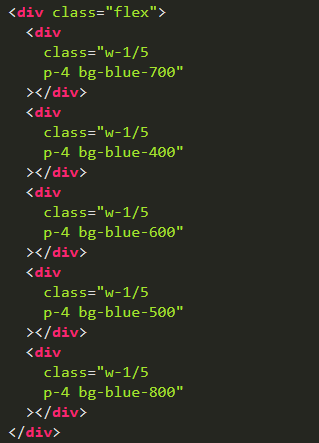 <div class="flex">
  <div
    class="w-1/5
    p-4 bg-blue-700"
  ></div>
  <div
    class="w-1/5
    p-4 bg-blue-400"
  ></div>
  <div
    class="w-1/5
    p-4 bg-blue-600"
  ></div>
  <div
    class="w-1/5
    p-4 bg-blue-500"
  ></div>
  <div
    class="w-1/5
    p-4 bg-blue-800"
  ></div>
</div>